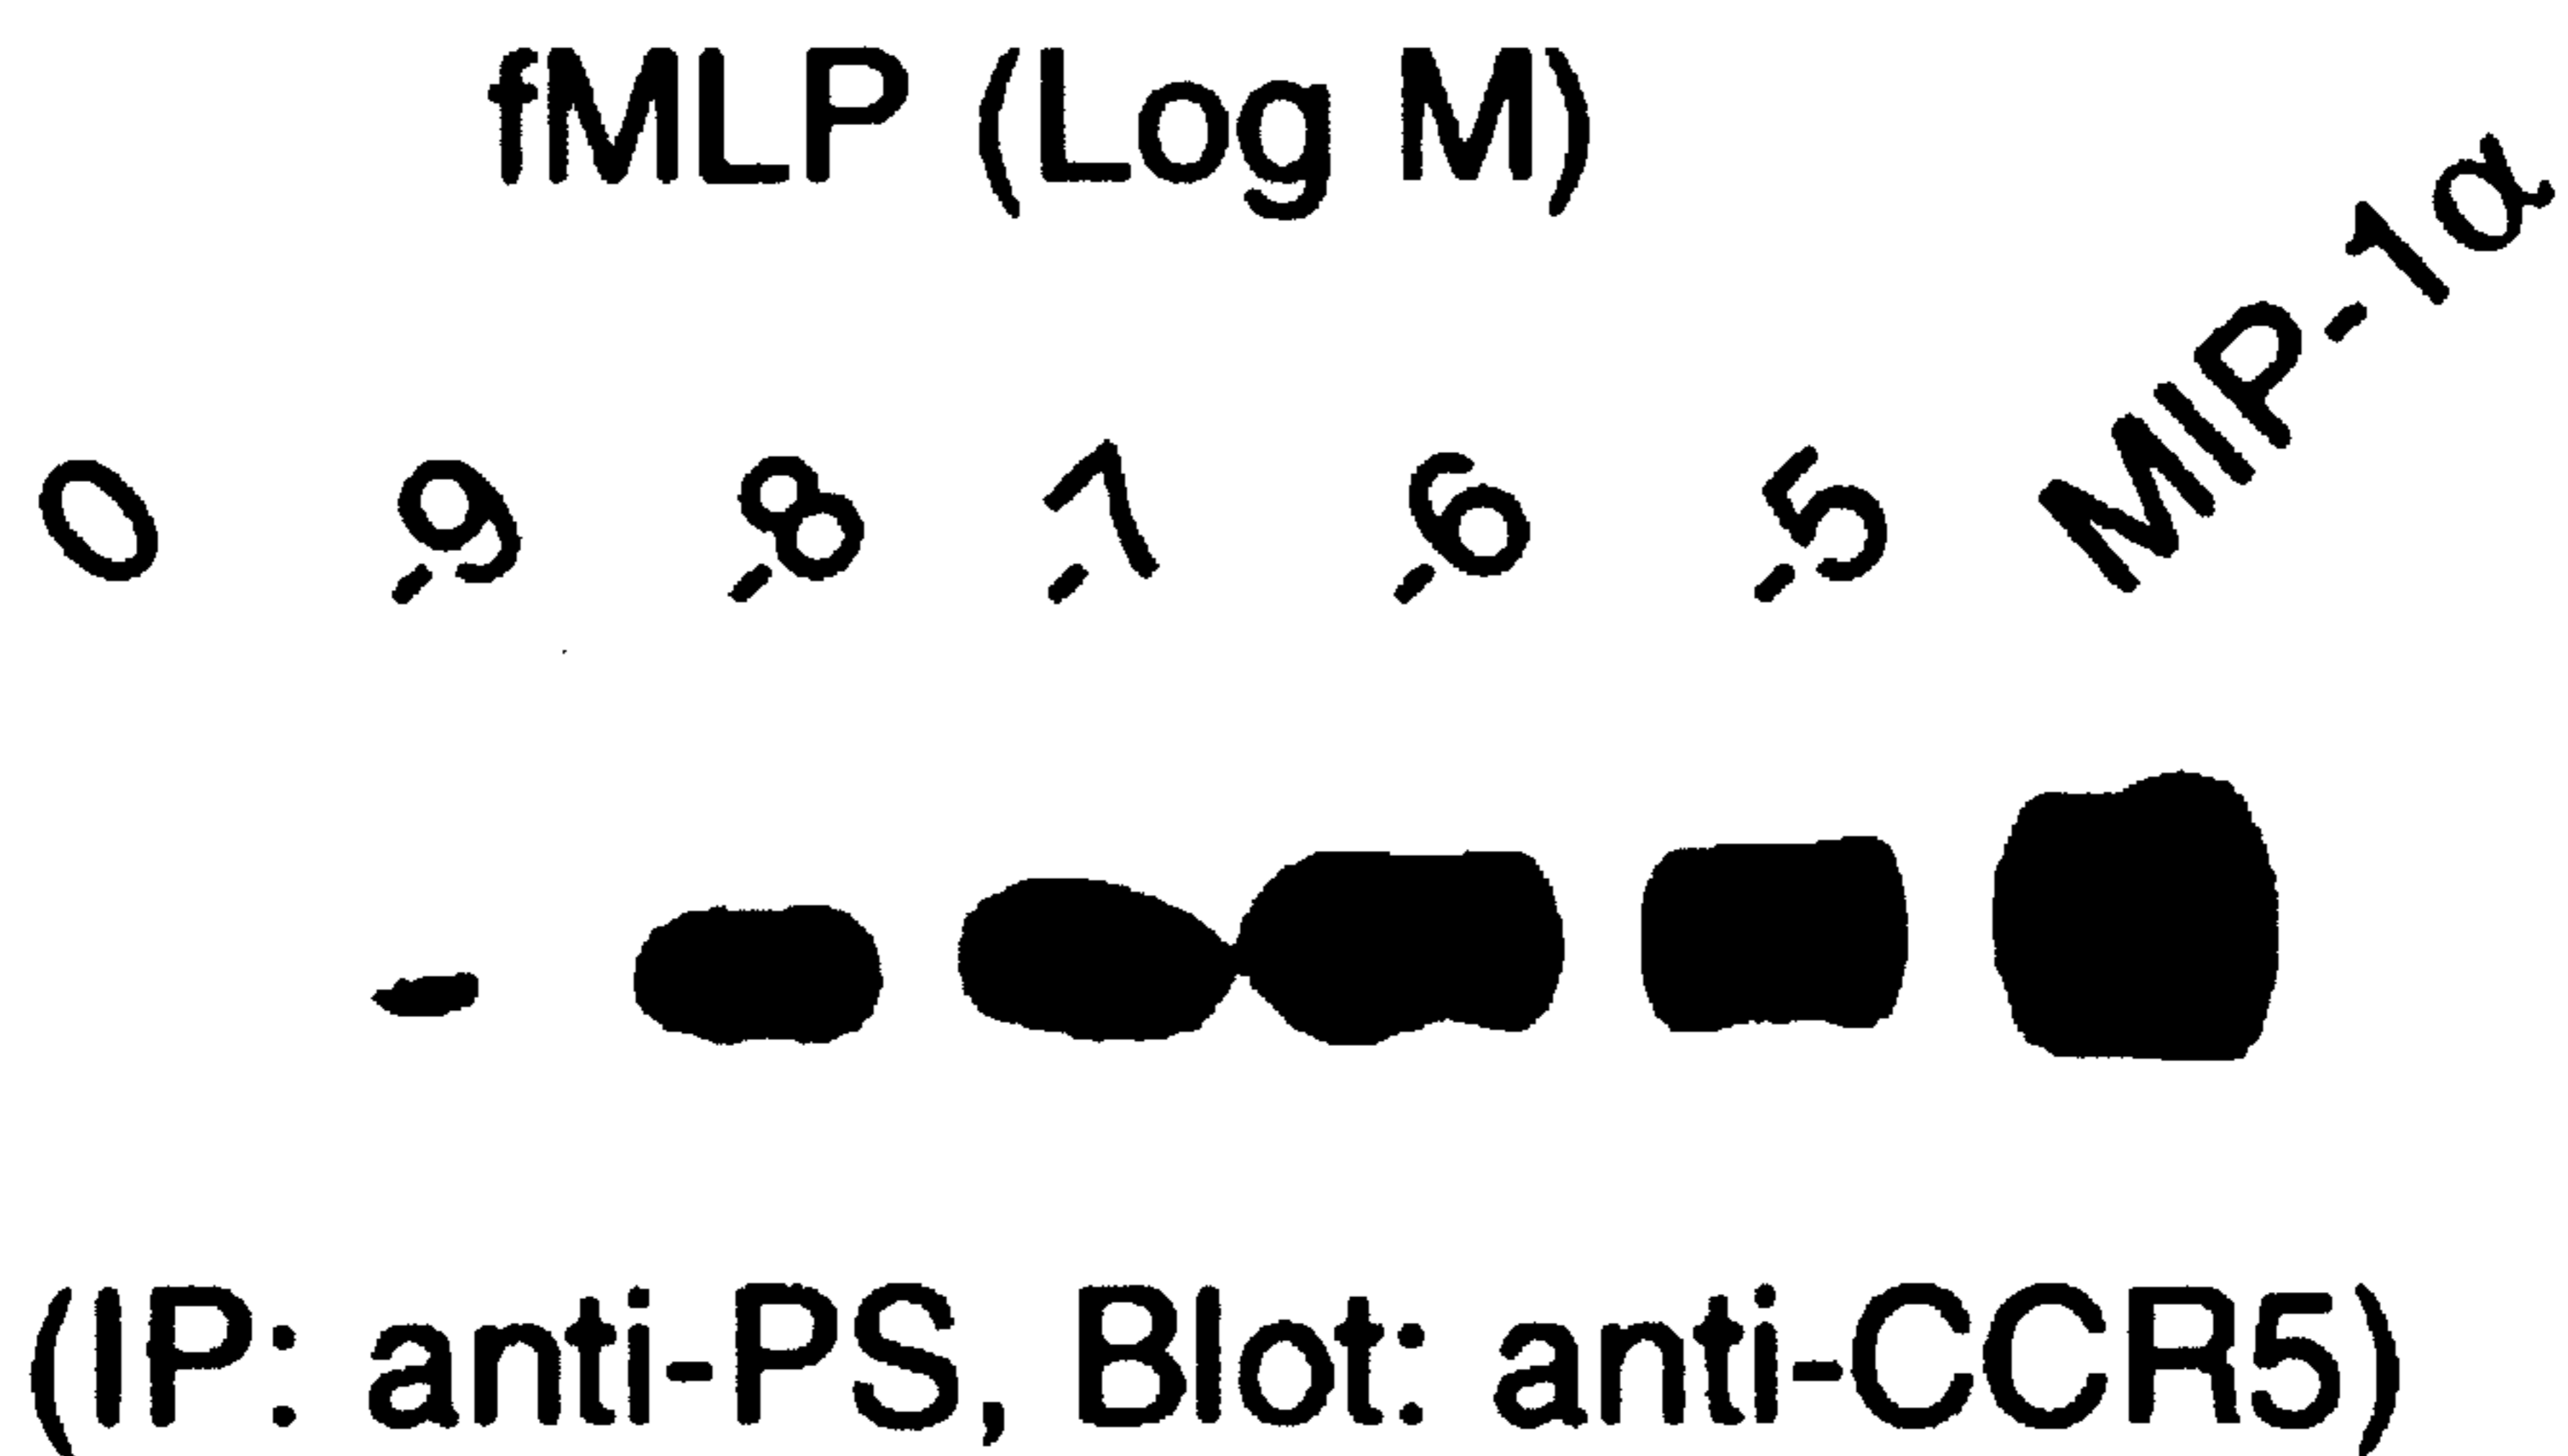 fMLP (Log M)
0 -9 -8 -7 -6 -5 MIP-1α
(IP: anti-PS, Blot: anti-CCR5)